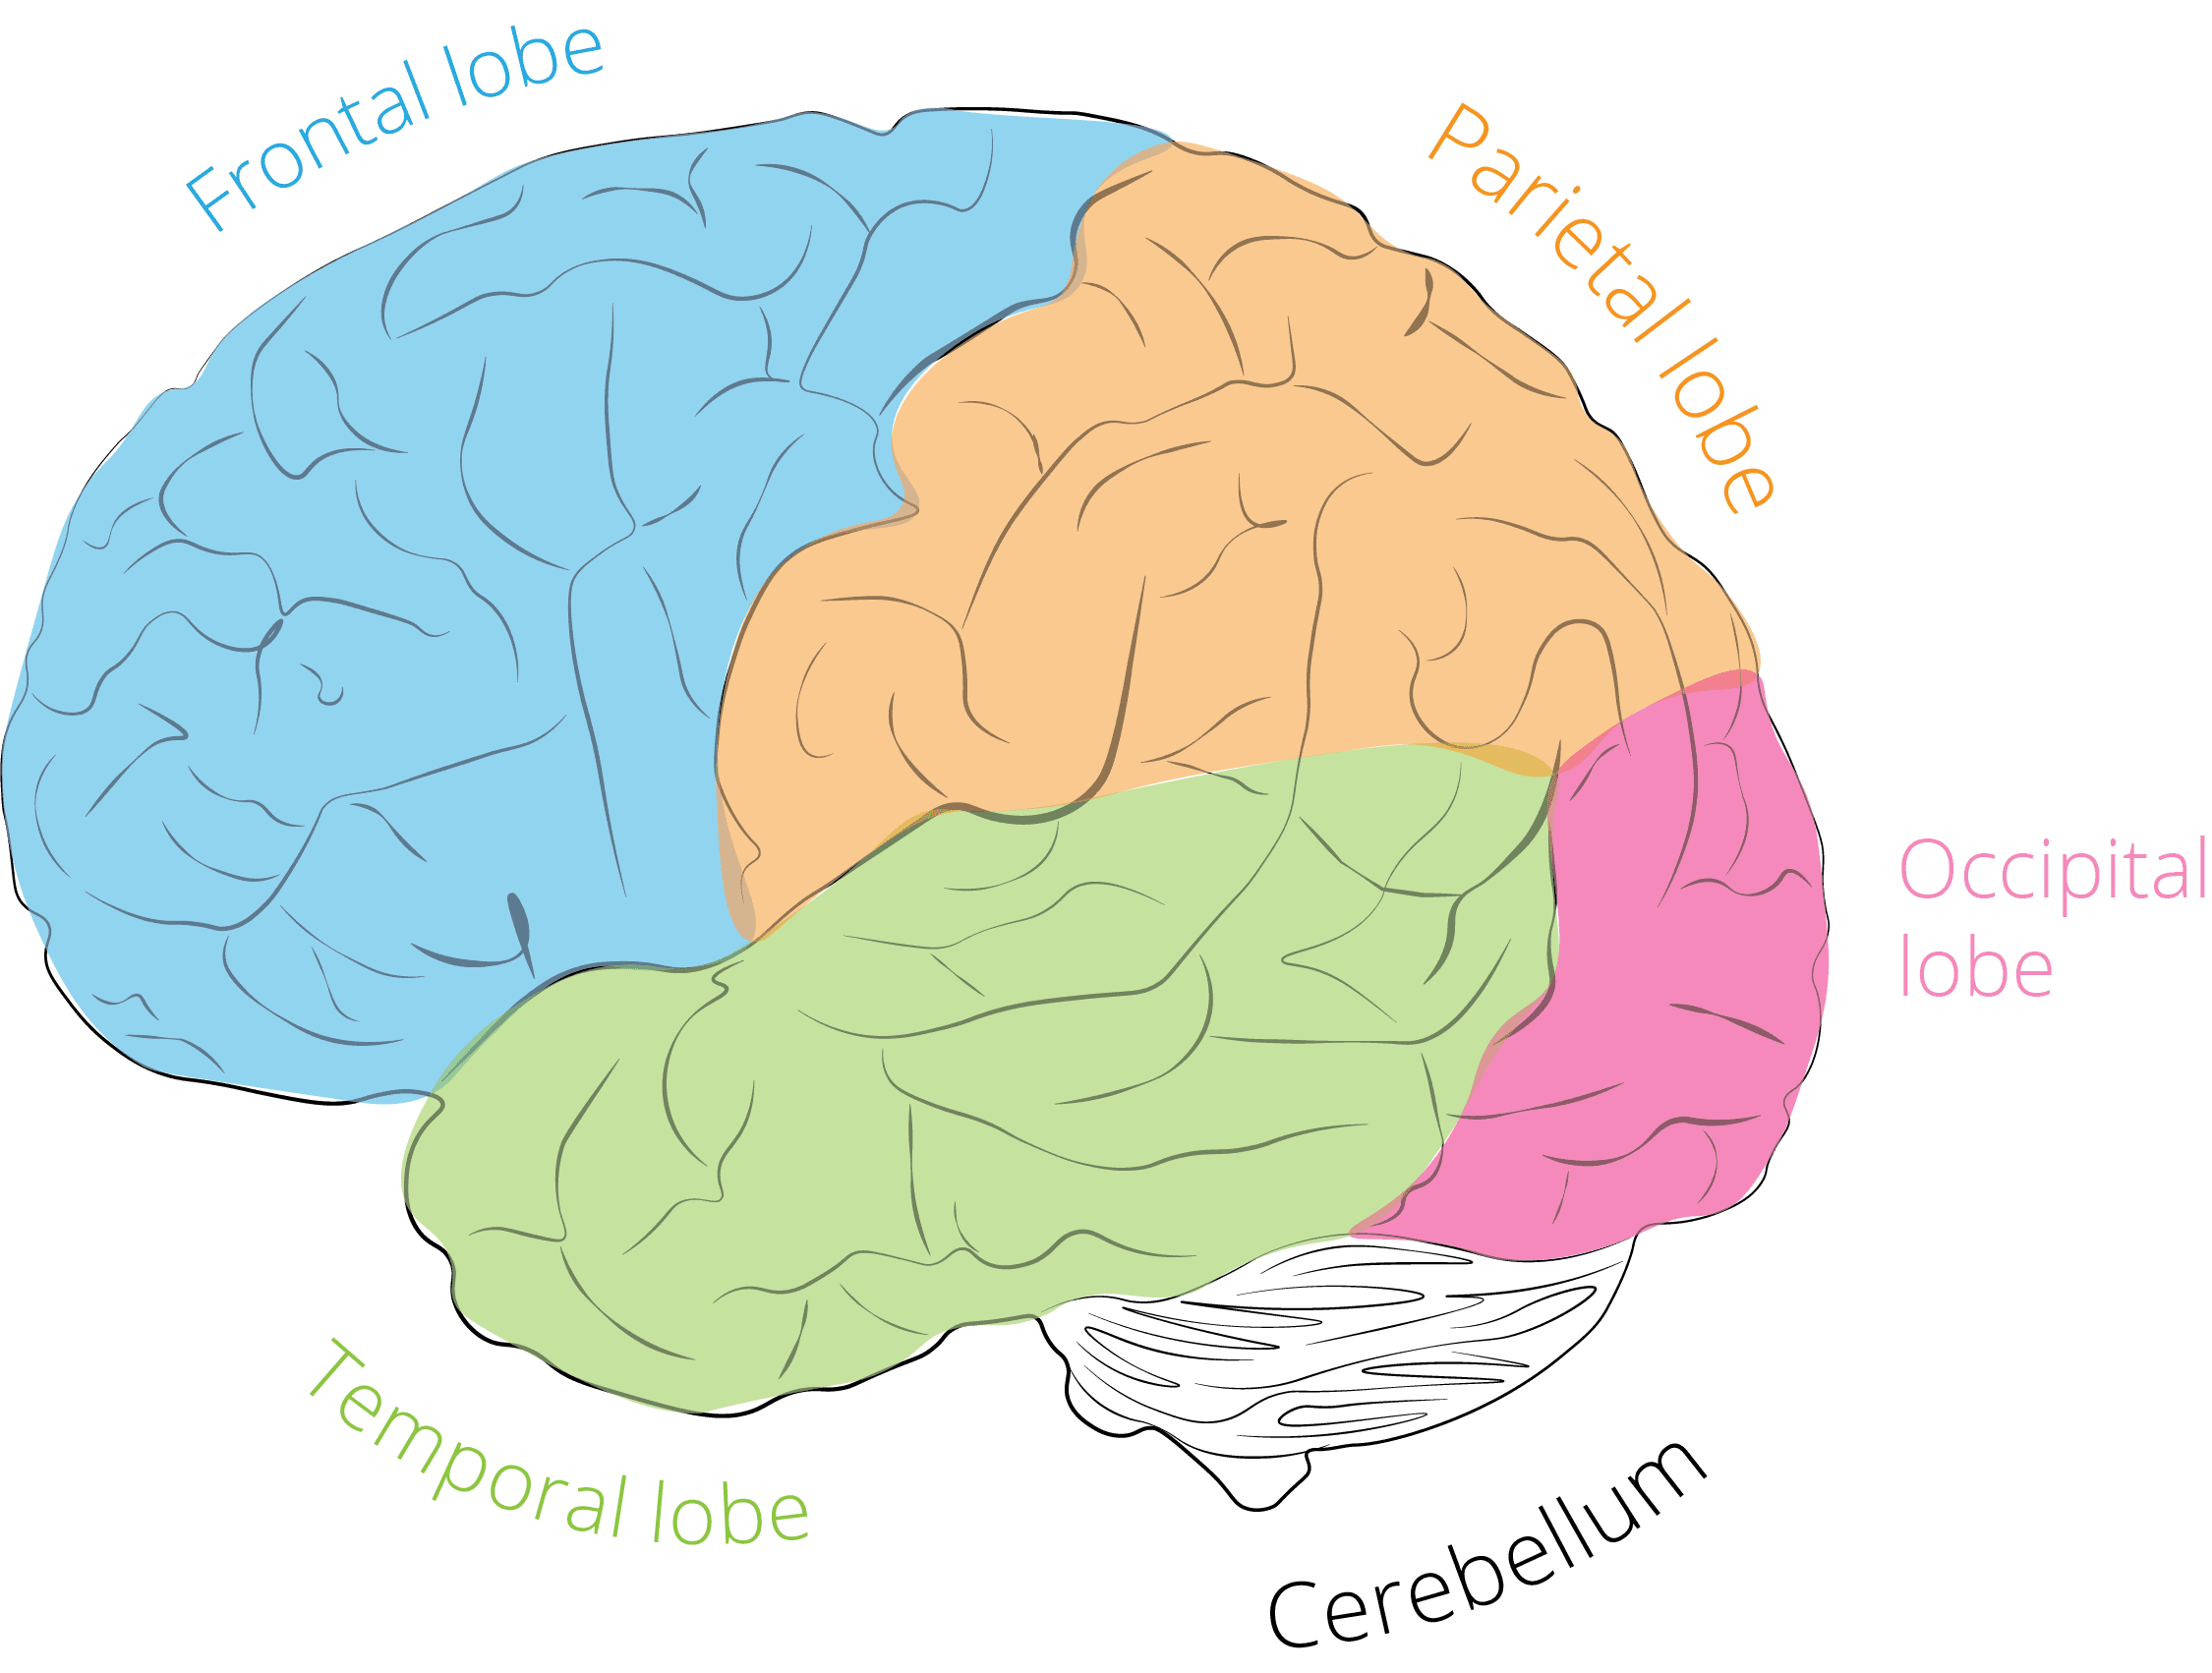 Frontal lobe
Parietal lobe
Occipital
lobe
Temporal lobe
Cerebellum